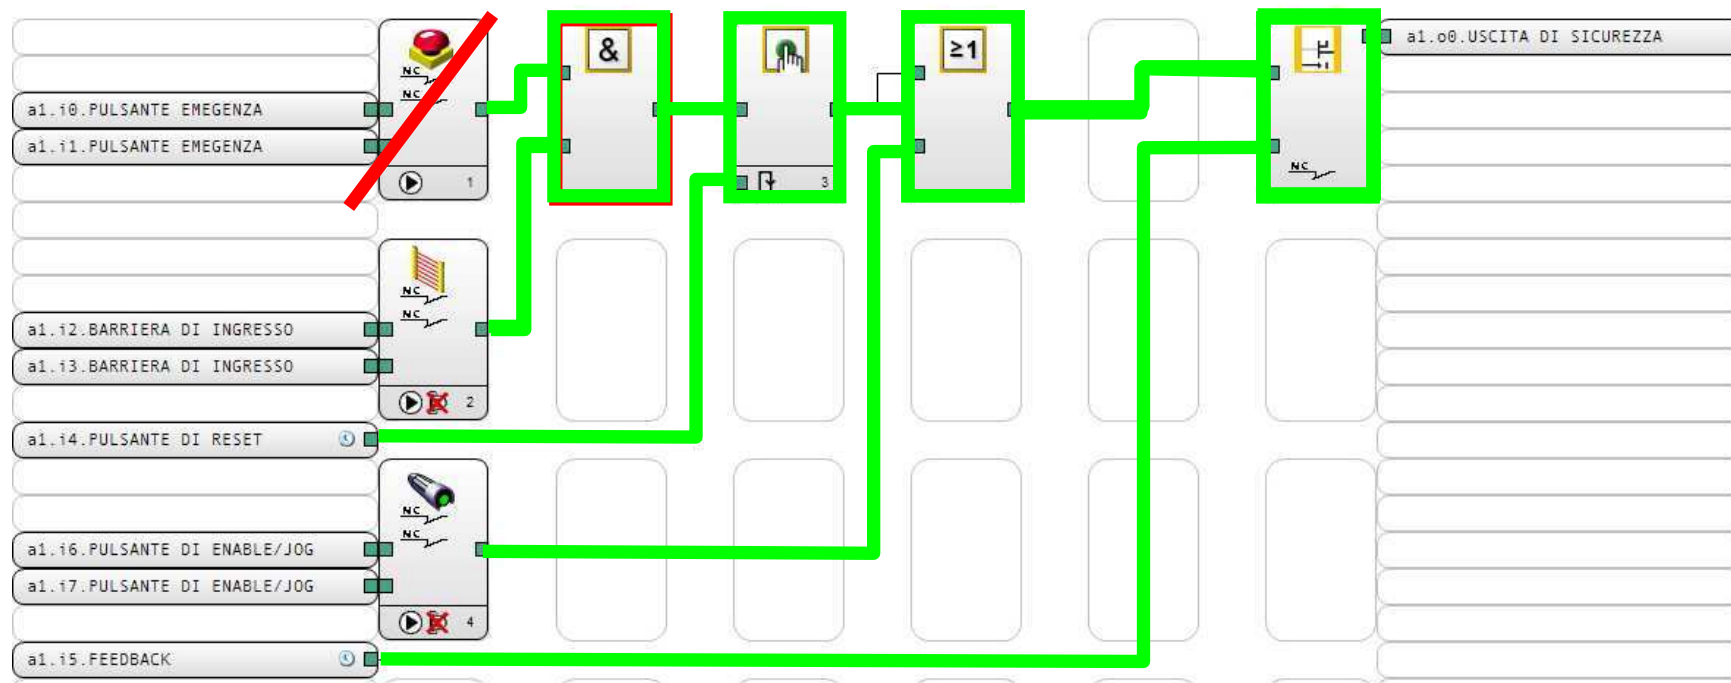 &
≥1
a1.o0.USCITA DI SICUREZZA
NC
NC
a1.i0.PULSANTE EMEGENZA
a1.i1.PULSANTE EMEGENZA
1
3
NC
NC
NC
a1.i2.BARRIERA DI INGRESSO
a1.i3.BARRIERA DI INGRESSO
2
a1.i4.PULSANTE DI RESET
NC
NC
a1.i6.PULSANTE DI ENABLE/JOG
a1.i7.PULSANTE DI ENABLE/JOG
4
a1.i5.FEEDBACK